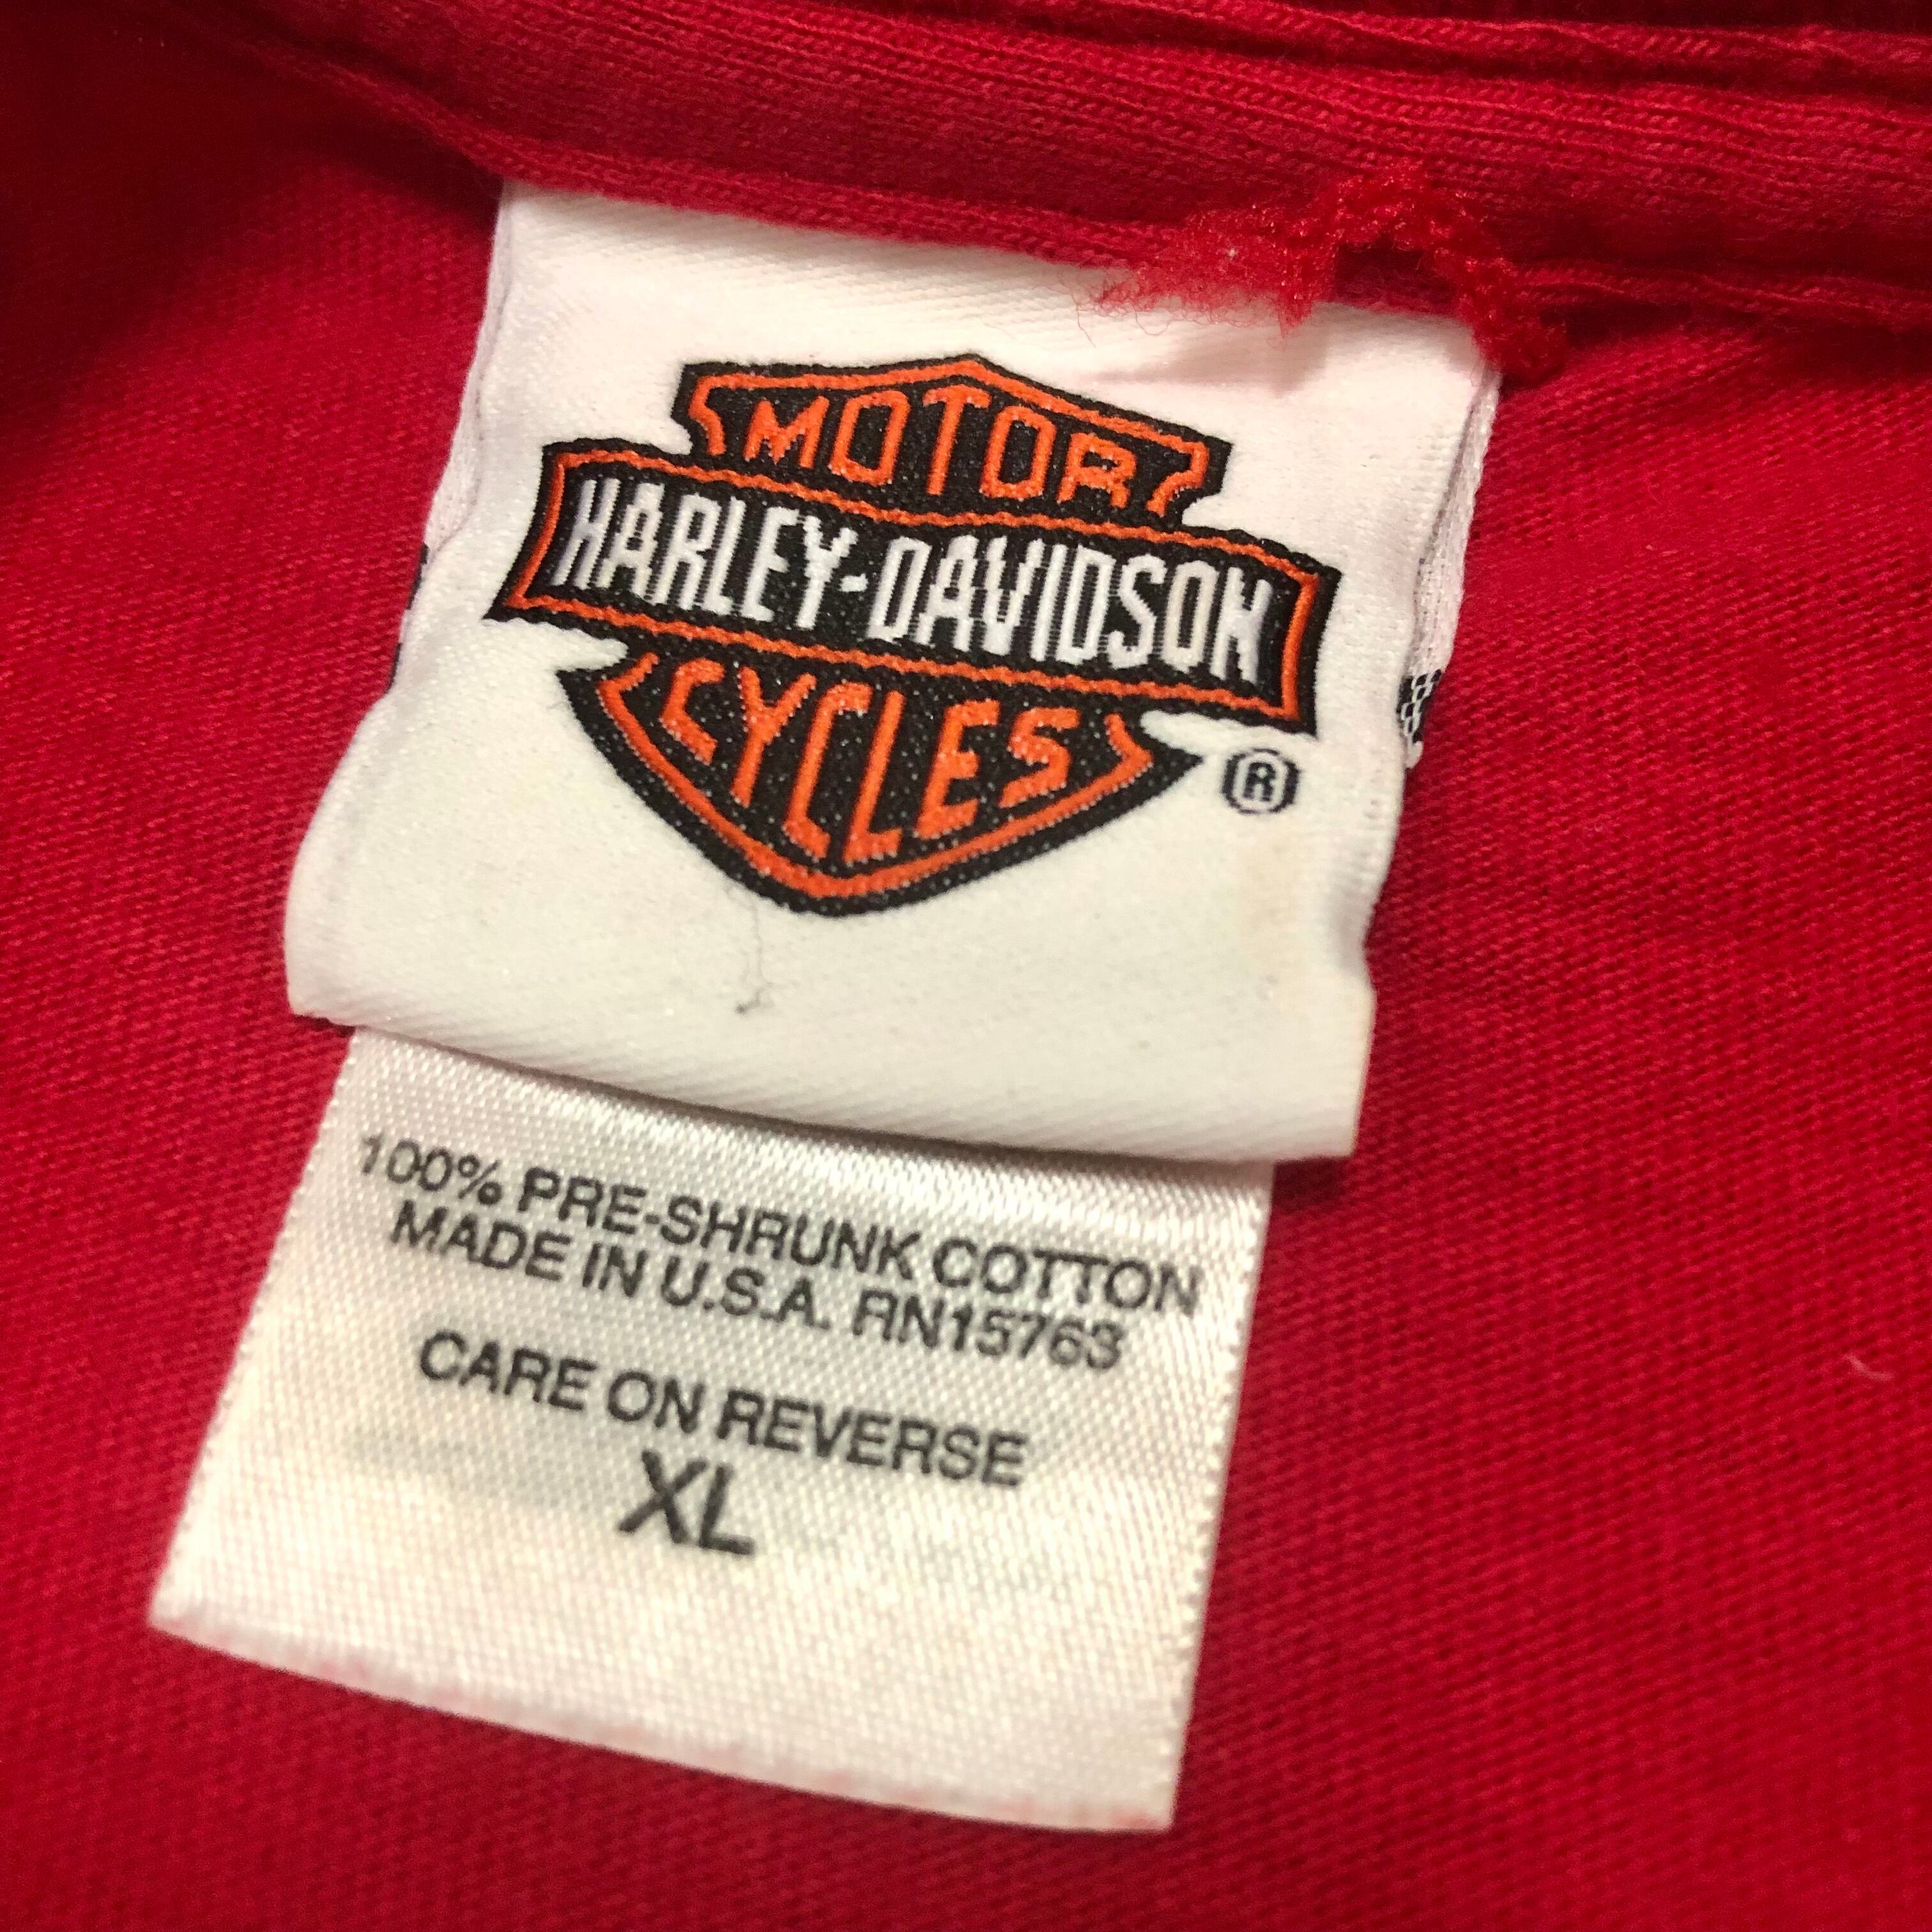 MOTOR
HARLEY-DAVIDSON
CYCLES
®
100% PRE-SHRUNK COTTON
MADE IN U.S.A. RN15763
CARE ON REVERSE
XL